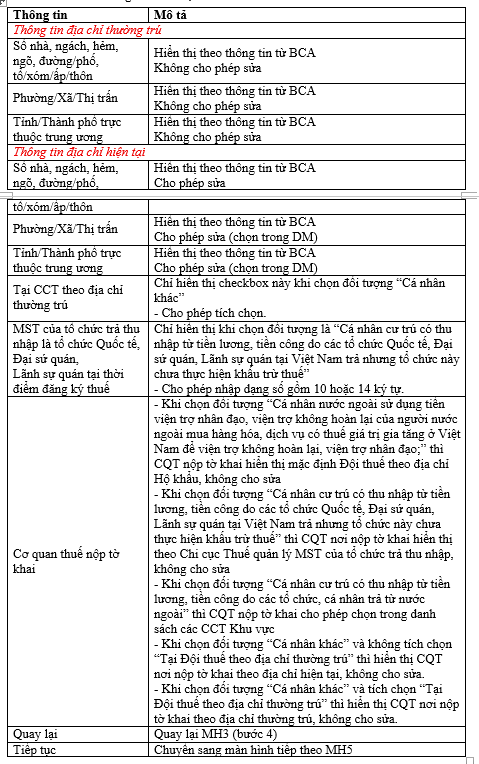 Thông tin
Mô tả
Thông tin địa chỉ thường trú
Số nhà, ngách, hẻm,
ngõ, đường/phố,
tổ/xóm/ấp/thôn
Hiển thị theo thông tin từ BCA
Không cho phép sửa
Phường/Xã/Thị trấn
Hiển thị theo thông tin từ BCA
Không cho phép sửa
Tỉnh/Thành phố trực
thuộc trung ương
Hiển thị theo thông tin từ BCA
Không cho phép sửa
Thông tin địa chỉ hiện tại
Số nhà, ngách, hẻm,
ngõ, đường/phố,
Hiển thị theo thông tin từ BCA
Cho phép sửa
tổ/xóm/ấp/thôn
Phường/Xã/Thị trấn
Hiển thị theo thông tin từ BCA
Cho phép sửa (chọn trong DM)
Tỉnh/Thành phố trực
thuộc trung ương
Hiển thị theo thông tin từ BCA
Cho phép sửa (chọn trong DM)
Tại CCT theo địa chỉ
thường trú
Chỉ hiển thị checkbox này khi chọn đối tượng “Cá nhân
khác”
- Cho phép tích chọn.
MST của tổ chức trả thu
nhập là tổ chức Quốc tế,
Đại sứ quán,
Lãnh sự quán tại thời
điểm đăng ký thuế
Chỉ hiển thị khi chọn đối tượng là “Cá nhân cư trú có thu
nhập từ tiền lương, tiền công do các tổ chức Quốc tế, Đại
sứ quán, Lãnh sự quán tại Việt Nam trả nhưng tổ chức này
chưa thực hiện khấu trừ thuế”
- Cho phép nhập dạng số gồm 10 hoặc 14 ký tự.
Cơ quan thuế nộp tờ
khai
- Khi chọn đối tượng “Cá nhân nước ngoài sử dụng tiền
viện trợ nhân đạo, viện trợ không hoàn lại của người nước
ngoài mua hàng hóa, dịch vụ có thuế giá trị gia tăng ở Việt
Nam để viện trợ không hoàn lại, viện trợ nhân đạo;” thì
CQT nộp tờ khai hiển thị mặc định Đội thuế theo địa chỉ
Hộ khẩu, không cho sửa
- Khi chọn đối tượng “Cá nhân cư trú có thu nhập từ tiền
lương, tiền công do các tổ chức Quốc tế, Đại sứ quán,
Lãnh sự quán tại Việt Nam trả nhưng tổ chức này chưa
thực hiện khấu trừ thuế” thì CQT nơi nộp tờ khai hiển thị
theo Chi cục Thuế quản lý MST của tổ chức trả thu nhập,
không cho sửa
- Khi chọn đối tượng “Cá nhân cư trú có thu nhập từ tiền
lương, tiền công do các tổ chức, cá nhân trả từ nước
ngoài” thì CQT nộp tờ khai cho phép chọn trong danh
sách các CCT Khu vực
- Khi chọn đối tượng “Cá nhân khác” và không tích chọn
“Tại Đội thuế theo địa chỉ thường trú” thì hiển thị CQT
nơi nộp tờ khai theo địa chỉ hiện tại, không cho sửa.
- Khi chọn đối tượng “Cá nhân khác” và tích chọn “Tại
Đội thuế theo địa chỉ thường trú” thì hiển thị CQT nơi nộp
tờ khai theo địa chỉ thường trú, không cho sửa.
Quay lại
Quay lại MH3 (bước 4)
Tiếp tục
Chuyển sang màn hình tiếp theo MH5